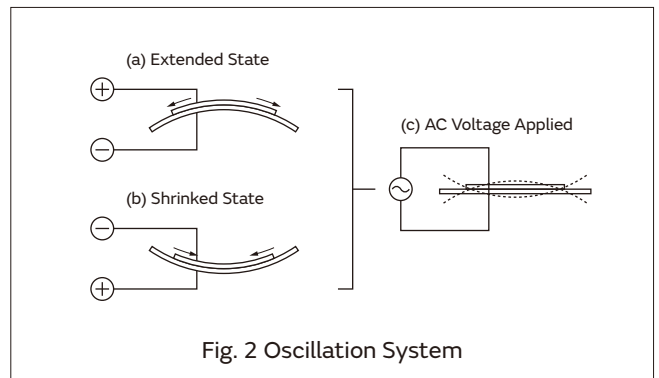 (a) Extended State
+
−
(b) Shrinked State
−
+
(c) AC Voltage Applied
~
Fig. 2 Oscillation System